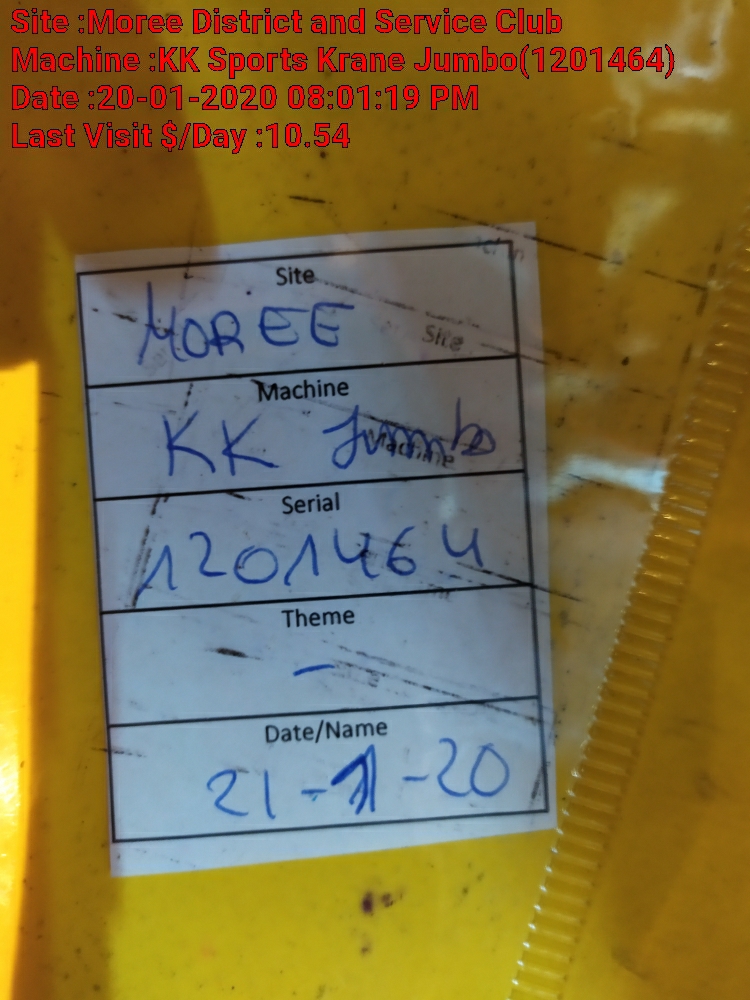 Site :Moree District and Service Club
Machine :KK Sports Krane Jumbo(1201464)
Date :20-01-2020 08:01:19 PM
Last Visit $/Day :10.54
Site
MOREE
Site
Machine
KK Jumbo
Machine
Serial
1201464
Theme
-
Date/Name
21-1-20